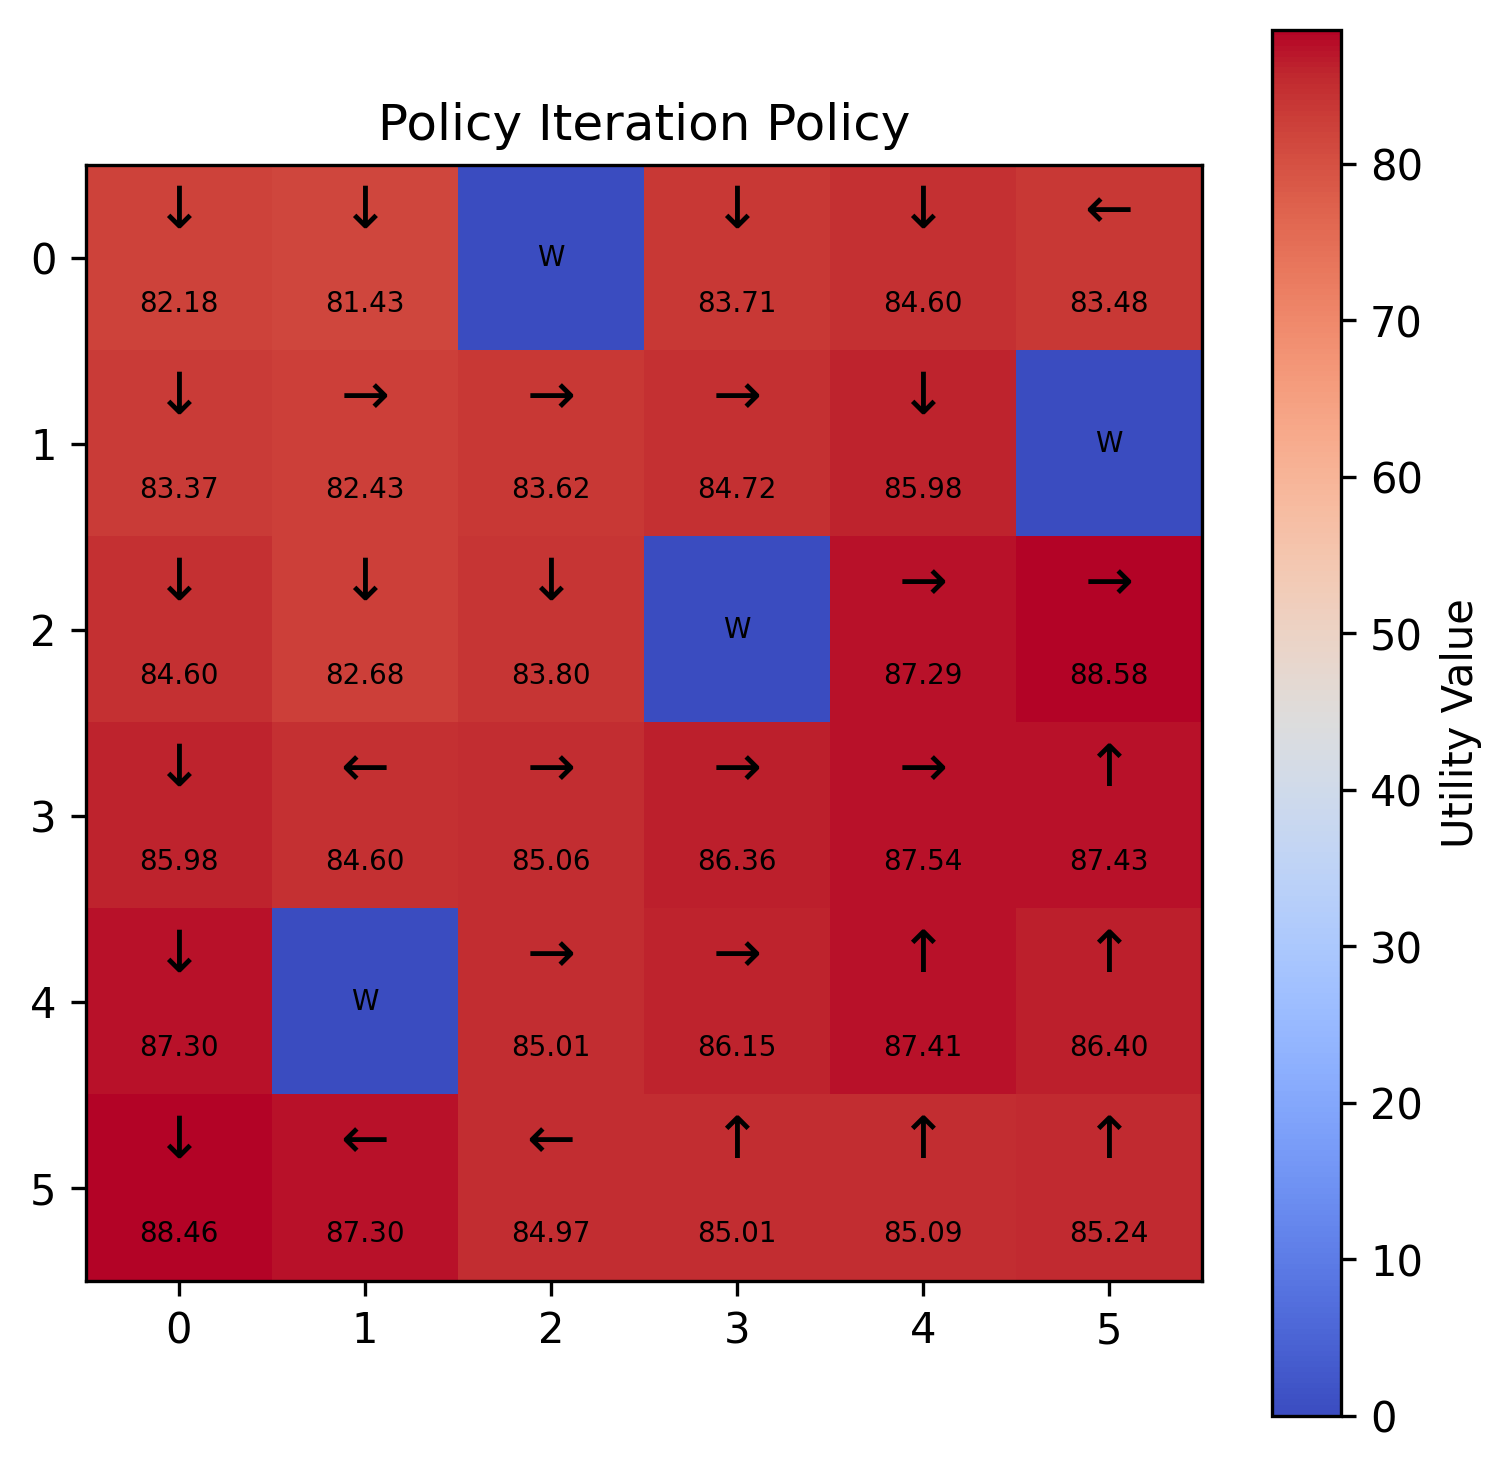 Policy Iteration Policy
↓ ↓ ↓ ↓ ←
0 W 80
82.18 81.43 83.71 84.60 83.48
70
↓ → → → ↓
1 W
83.37 82.43 83.62 84.72 85.98
60
↓ ↓ ↓ → →
2 W 50
84.60 82.68 83.80 87.29 88.58
Utility Value
↓ ← → → → ↑
40
3
85.98 84.60 85.06 86.36 87.54 87.43
30
↓ → → ↑ ↑
4 W
87.30 85.01 86.15 87.41 86.40
20
↓ ← ← ↑ ↑ ↑
5
88.46 87.30 84.97 85.01 85.09 85.24
10
0 1 2 3 4 5
0